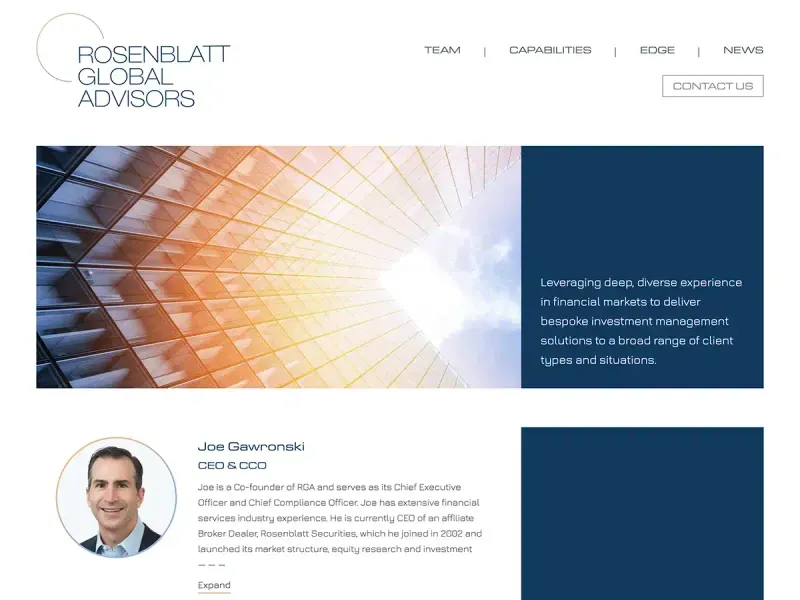 ROSENBLATT
GLOBAL
ADVISORS
TEAM | CAPABILITIES | EDGE | NEWS
CONTACT US
Leveraging deep, diverse experience
in financial markets to deliver
bespoke investment management
solutions to a broad range of client
types and situations.
Joe Gawronski
CEO & CCO
Joe is a Co-founder of RGA and serves as its Chief Executive
Officer and Chief Compliance Officer. Joe has extensive financial
services industry experience. He is currently CEO of an affiliate
Broker Dealer, Rosenblatt Securities, which he joined in 2002 and
launched its market structure, equity research and investment
Expand